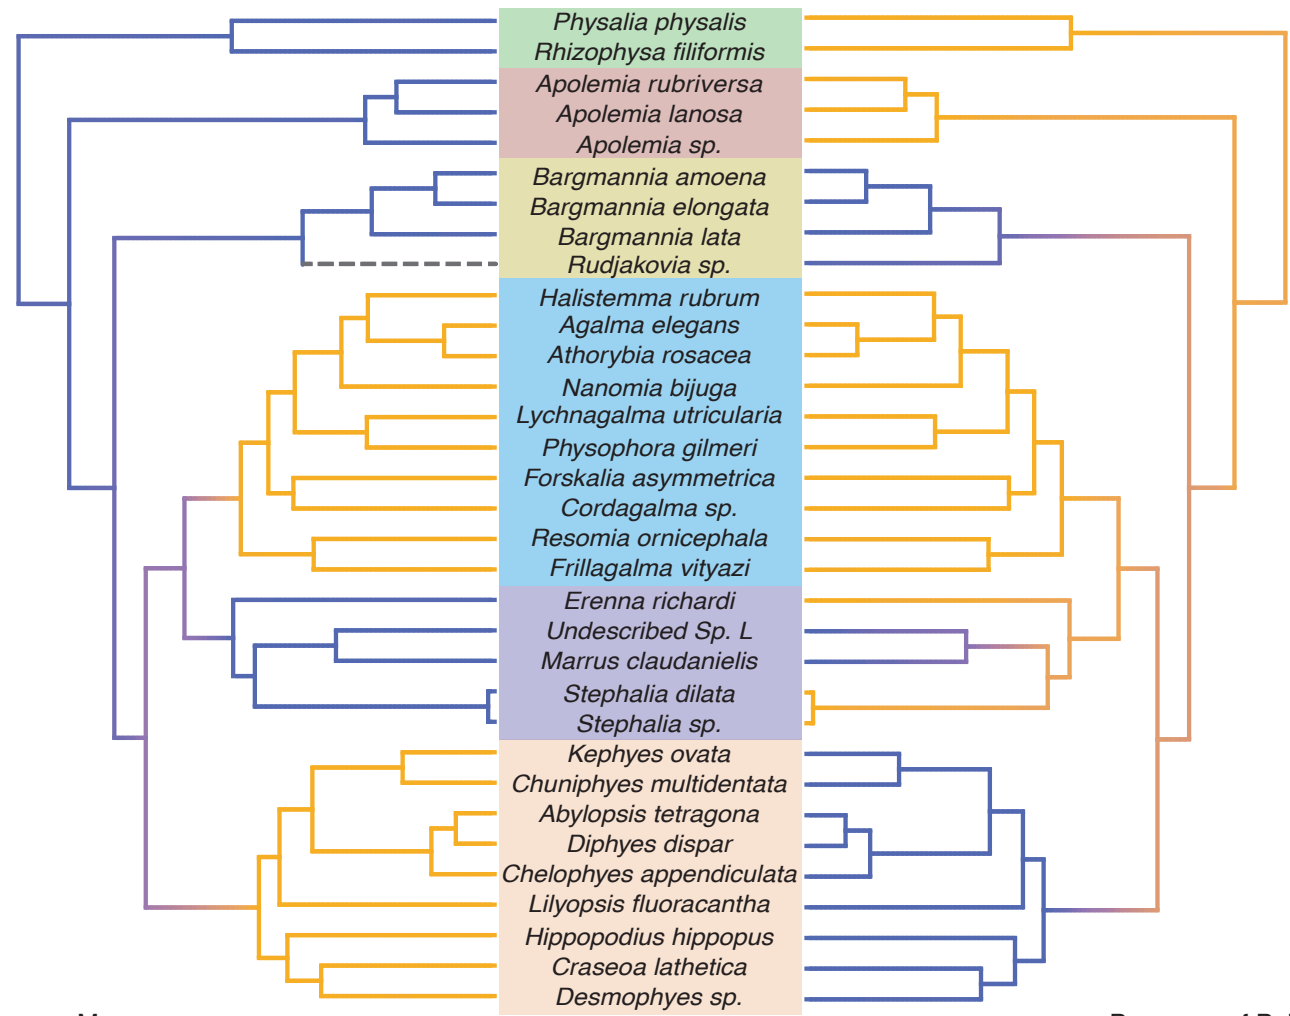 Physalia physalis
Rhizophysa filiformis
Apolemia rubriversa
Apolemia lanosa
Apolemia sp.
Bargmannia amoena
Bargmannia elongata
Bargmannia lata
Rudjakovia sp.
Halistemma rubrum
Agalma elegans
Athorybia rosacea
Nanomia bijuga
Lychnagalma utricularia
Physophora gilmeri
Forskalia asymmetrica
Cordagalma sp.
Resomia ornicephala
Frillagalma vityazi
Erenna richardi
Undescribed Sp. L
Marrus claudanielis
Stephalia dilata
Stephalia sp.
Kephyes ovata
Chuniphyes multidentata
Abylopsis tetragona
Diphyes dispar
Chelophyes appendiculata
Lilyopsis fluoracantha
Hippopodius hippopus
Craseoa lathetica
Desmophyes sp.